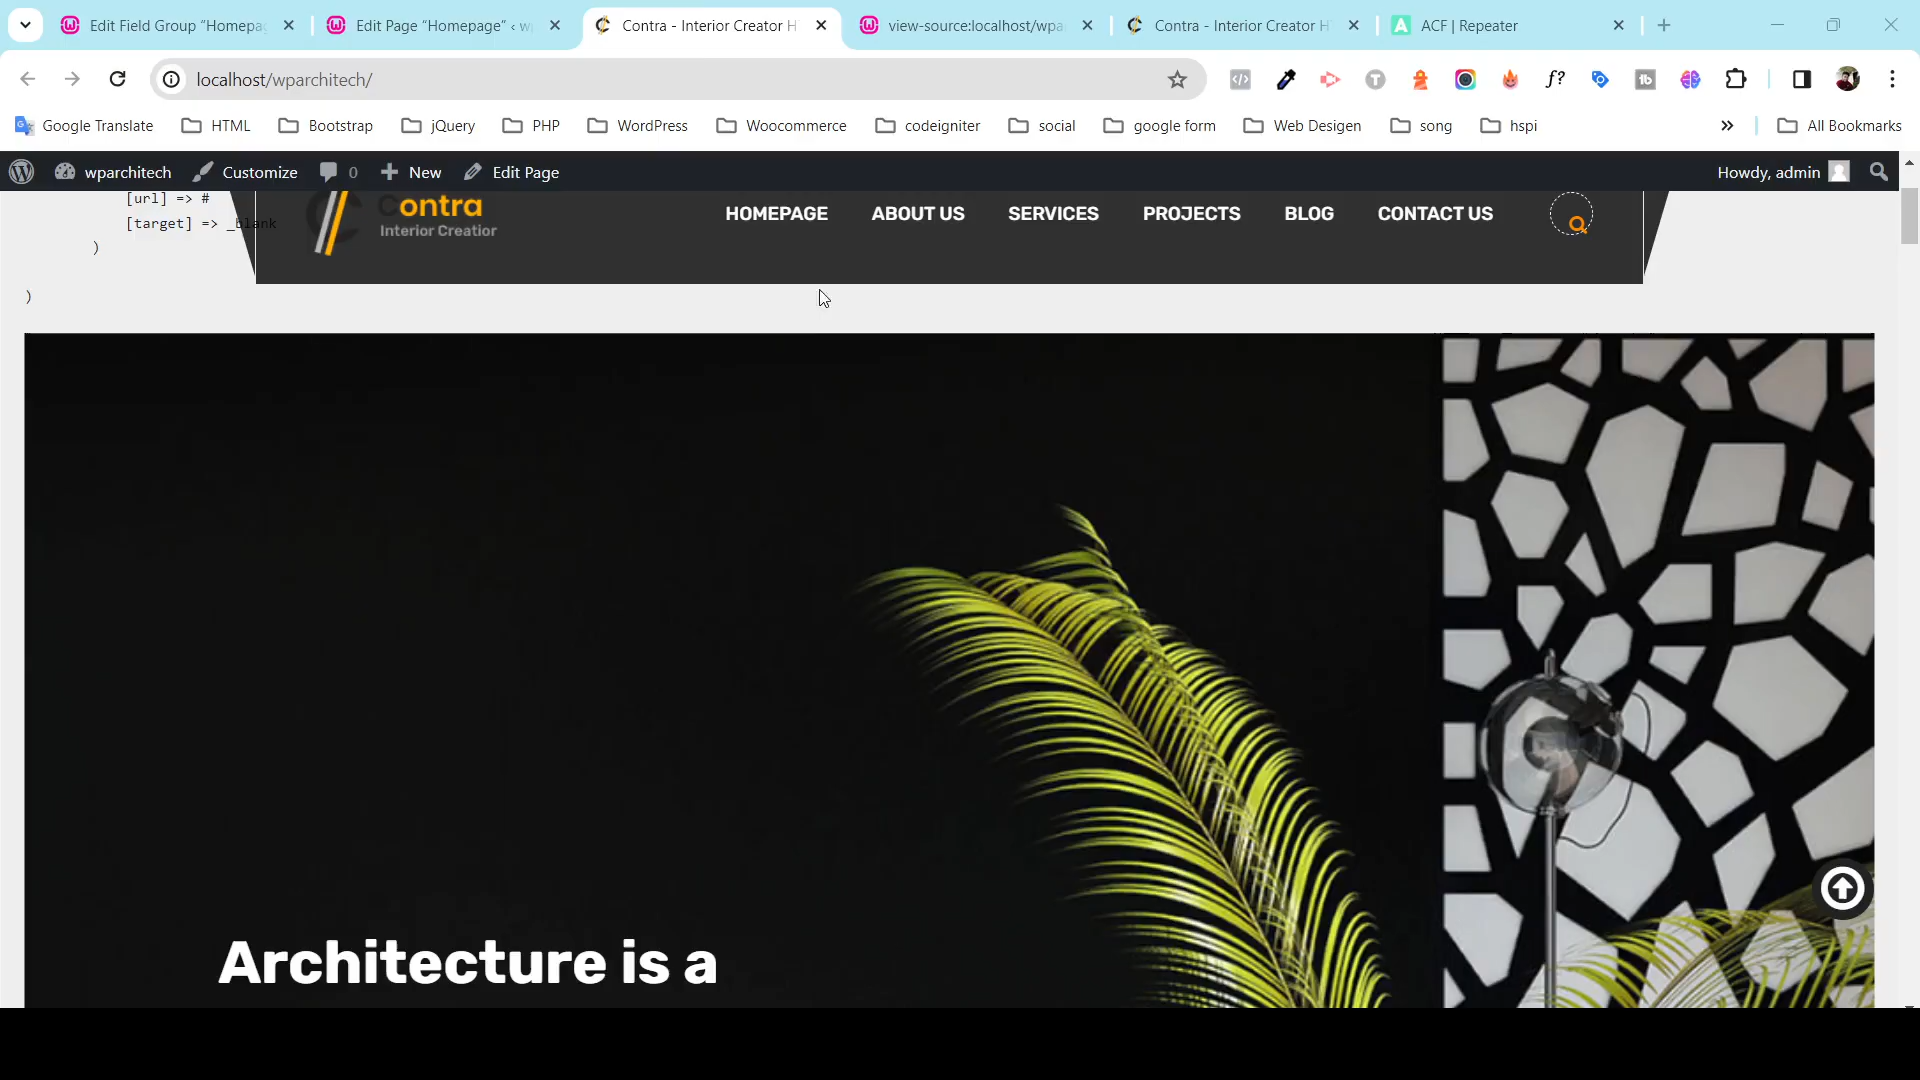 Edit Field Group “Homepag
Edit Page “Homepage” ‹ w
Contra - Interior Creator H
view-source:localhost/wpa
Contra - Interior Creator H
ACF | Repeater
localhost/wparchitech/
Google Translate
HTML
Bootstrap
jQuery
PHP
WordPress
Woocommerce
codeigniter
social
google form
Web Desigen
song
hspi
All Bookmarks
wparchitech
Customize
0
New
Edit Page
Howdy, admin
[url] => #
[target] => _blank
)
)
Contra
Interior Creatior
HOMEPAGE
ABOUT US
SERVICES
PROJECTS
BLOG
CONTACT US
Architecture is a